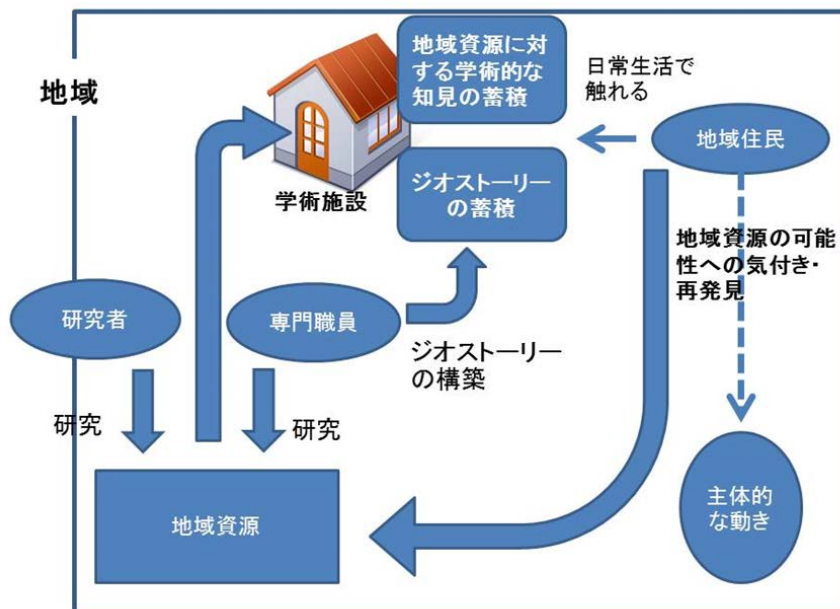 地域
地域資源に対
する学術的な
知見の蓄積
日常生活で
触れる
地域住民
学術施設
ジオストーリー
の蓄積
地域資源の可能
性への気付き・
再発見
研究者
専門職員
ジオストーリー
の構築
研究
研究
地域資源
主体的
な動き